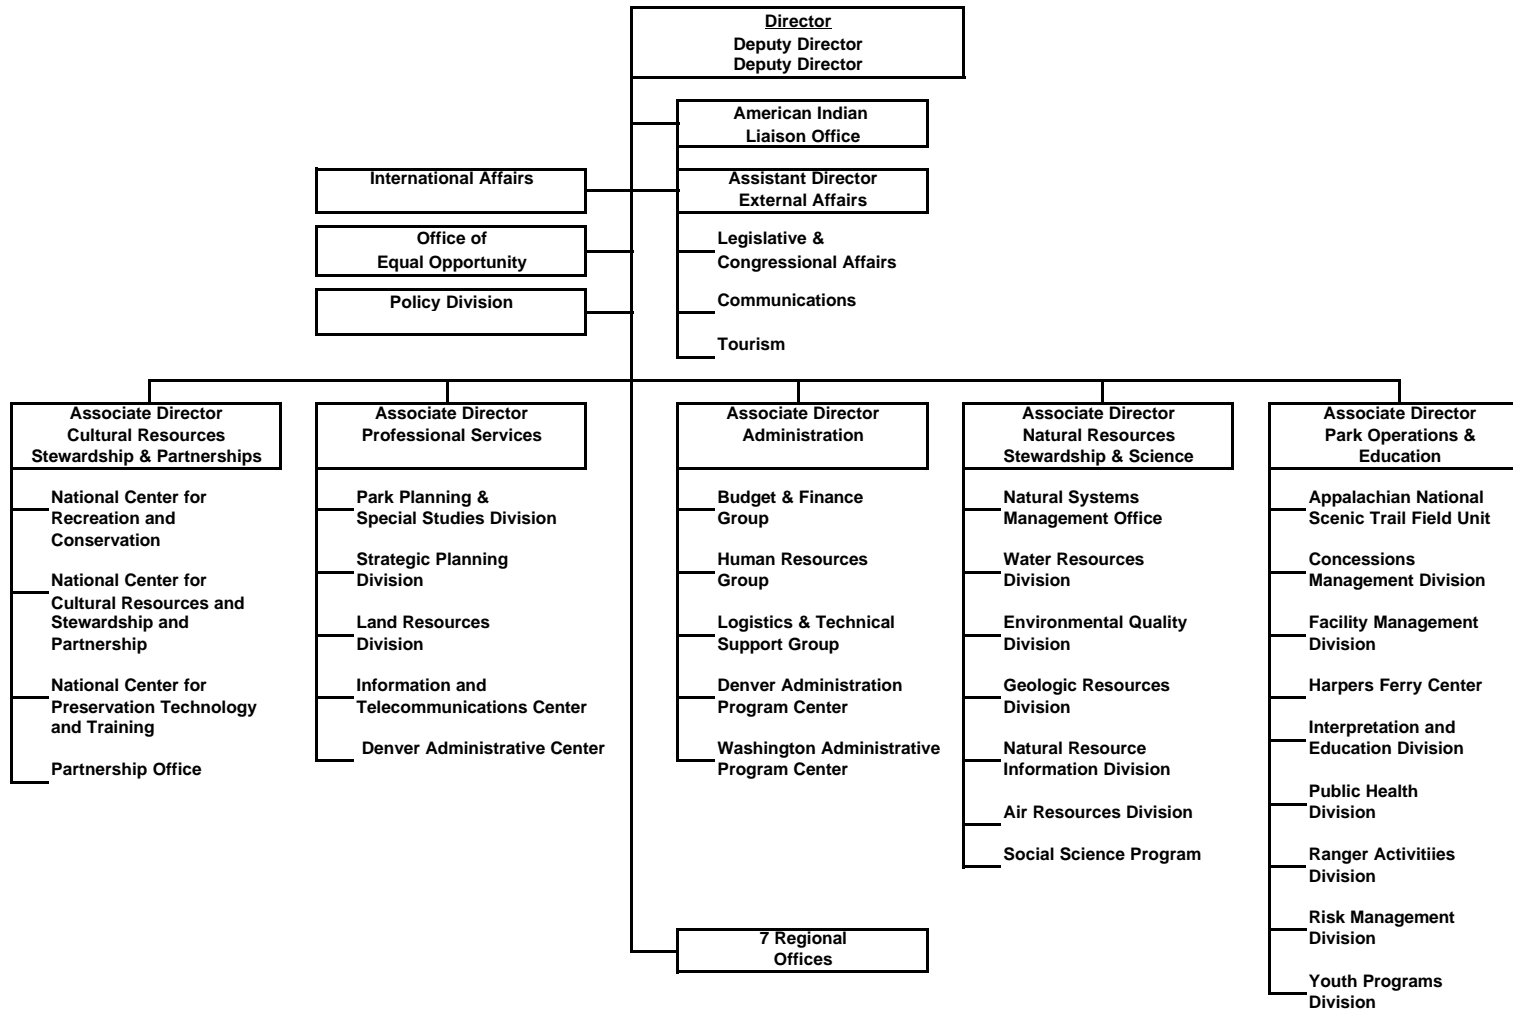 Director
Deputy Director
Deputy Director
American Indian
Liaison Office
International Affairs
Assistant Director
External Affairs
Office of
Equal Opportunity
Legislative &
Congressional Affairs
Policy Division
Communications
Tourism
Associate Director
Cultural Resources
Stewardship & Partnerships
National Center for
Recreation and
Conservation
National Center for
Cultural Resources and
Stewardship and
Partnership
National Center for
Preservation Technology
and Training
Partnership Office
Associate Director
Professional Services
Park Planning &
Special Studies Division
Strategic Planning
Division
Land Resources
Division
Information and
Telecommunications Center
Denver Administrative Center
Associate Director
Administration
Budget & Finance
Group
Human Resources
Group
Logistics & Technical
Support Group
Denver Administration
Program Center
Washington Administrative
Program Center
Associate Director
Natural Resources
Stewardship & Science
Natural Systems
Management Office
Water Resources
Division
Environmental Quality
Division
Geologic Resources
Division
Natural Resource
Information Division
Air Resources Division
Social Science Program
Associate Director
Park Operations &
Education
Appalachian National
Scenic Trail Field Unit
Concessions
Management Division
Facility Management
Division
Harpers Ferry Center
Interpretation and
Education Division
Public Health
Division
Ranger Activitiies
Division
Risk Management
Division
Youth Programs
Division
7 Regional
Offices